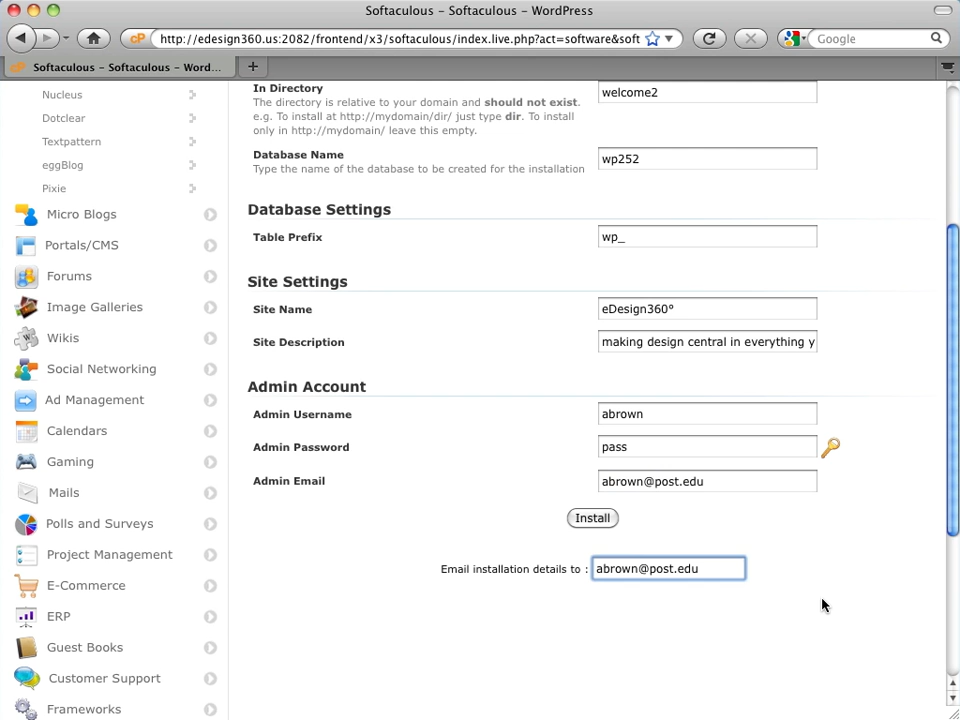 Softaculous – Softaculous – WordPress
cP http://edesign360.us:2082/frontend/x3/softaculous/index.live.php?act=software&soft Google
Softaculous – Softaculous – Word...
Nucleus
Dotclear
Textpattern
eggBlog
Pixie
Micro Blogs
Portals/CMS
Forums
Image Galleries
Wikis
Social Networking
Ad Management
Calendars
Gaming
Mails
Polls and Surveys
Project Management
E-Commerce
ERP
Guest Books
Customer Support
Frameworks
In Directory
The directory is relative to your domain and should not exist.
e.g. To install at http://mydomain/dir/ just type dir. To install
only in http://mydomain/ leave this empty.
welcome2
Database Name
Type the name of the database to be created for the installation
wp252
Database Settings
Table Prefix
wp_
Site Settings
Site Name
eDesign360°
Site Description
making design central in everything y
Admin Account
Admin Username
abrown
Admin Password
pass
Admin Email
abrown@post.edu
Install
Email installation details to :
abrown@post.edu